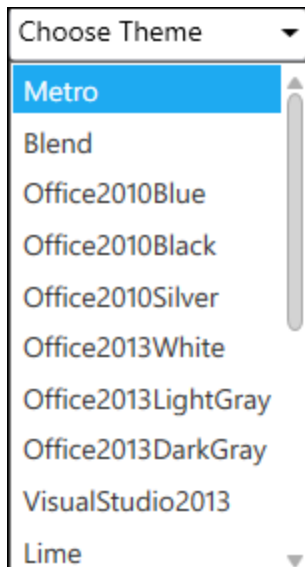 Choose Theme
Metro
Blend
Office2010Blue
Office2010Black
Office2010Silver
Office2013White
Office2013LightGray
Office2013DarkGray
VisualStudio2013
Lime